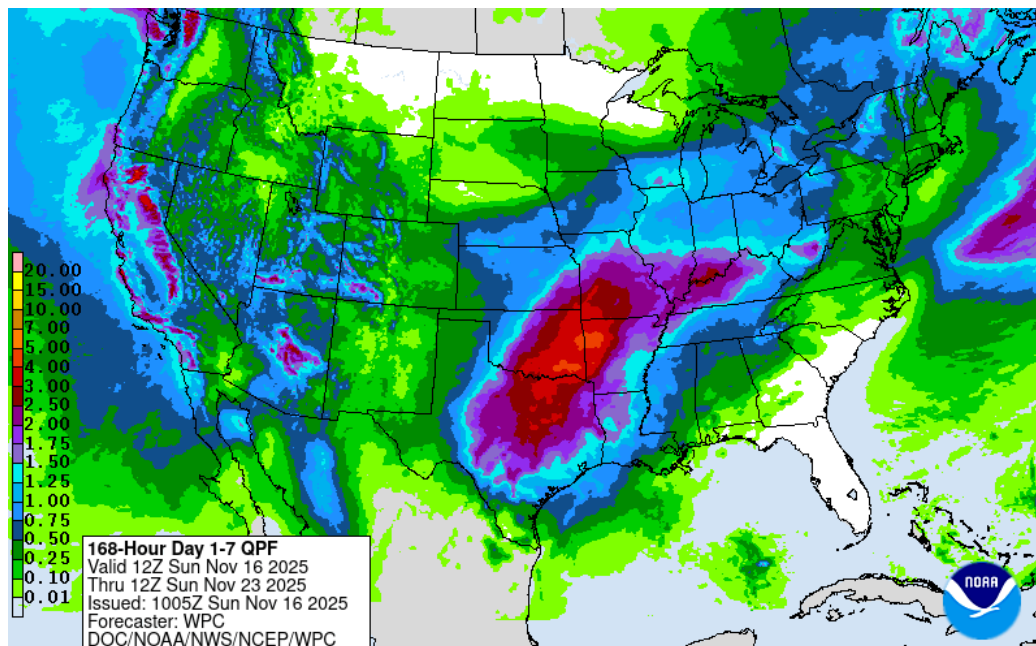 20.00
15.00
10.00
7.00
5.00
4.00
3.00
2.50
2.00
1.75
1.50
1.25
1.00
0.75
0.50
0.25
0.10
0.01
168-Hour Day 1-7 QPF
Valid 12Z Sun Nov 16 2025
Thru 12Z Sun Nov 23 2025
Issued: 1005Z Sun Nov 16 2025
Forecaster: WPC
DOC/NOAA/NWS/NCEP/WPC
NOAA